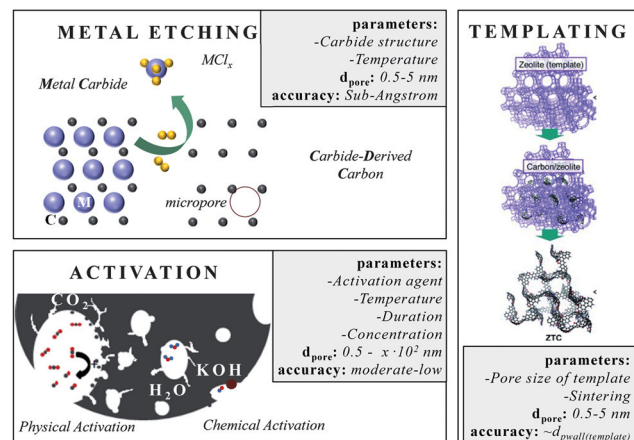 METAL ETCHING
MClx
Metal Carbide
parameters:
-Carbide structure
-Temperature
dpore: 0.5-5 nm
accuracy: Sub-Angstrom
Carbide-Derived
Carbon
M
C
micropore
ACTIVATION
CO2
H2O
KOH
Physical Activation
Chemical Activation
parameters:
-Activation agent
-Temperature
-Duration
-Concentration
dpore: 0.5 - x·10² nm
accuracy: moderate-low
TEMPLATING
Zeolite (template)
Carbon/zeolite
ZTC
parameters:
-Pore size of template
-Sintering
dpore: 0.5-5 nm
accuracy: ~dpwall(template)